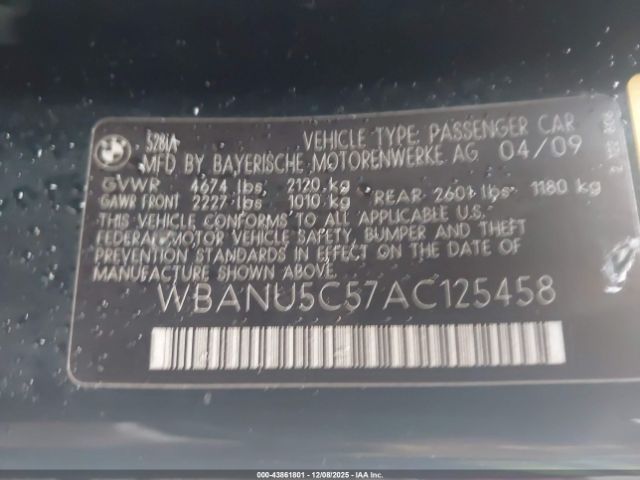 BMW
528iA
VEHICLE TYPE: PASSENGER CAR
MFD BY BAYERISCHE MOTORENWERKE AG 04/09
GVWR 4674 lbs 2120 kg
GAWR FRONT 2227 lbs 1010 kg REAR 2601 lbs 1180 kg
THIS VEHICLE CONFORMS TO ALL APPLICABLE U.S.
FEDERAL MOTOR VEHICLE SAFETY, BUMPER AND THEFT
PREVENTION STANDARDS IN EFFECT ON THE DATE OF
MANUFACTURE SHOWN ABOVE.
WBANU5C57AC125458
000-43861801 - 12/08/2025 - IAA, Inc.